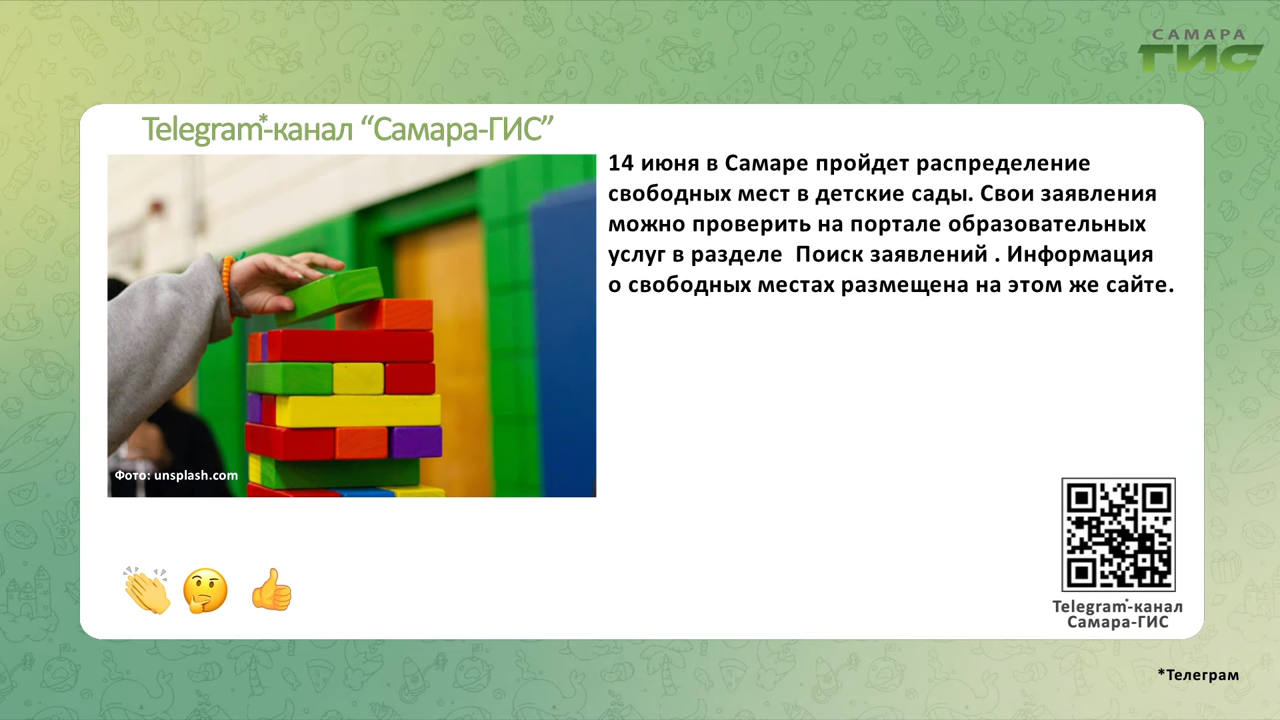 САМАРА
ГИС
Telegram*-канал “Самара-ГИС”
14 июня в Самаре пройдет распределение
свободных мест в детские сады. Свои заявления
можно проверить на портале образовательных
услуг в разделе  Поиск заявлений . Информация
о свободных местах размещена на этом же сайте.
Фото: unsplash.com
Telegram*-канал
Самара-ГИС
*Телеграм